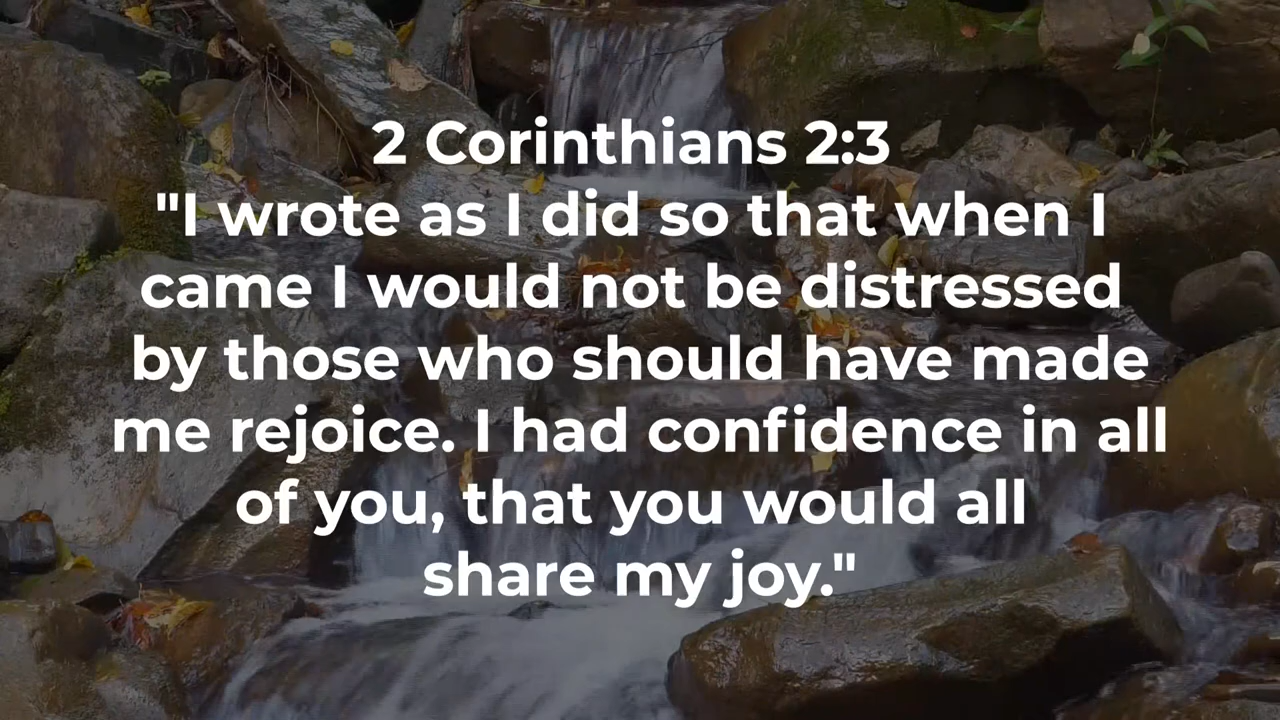 2 Corinthians 2:3
"I wrote as I did so that when I
came I would not be distressed
by those who should have made
me rejoice. I had confidence in all
of you, that you would all
share my joy."